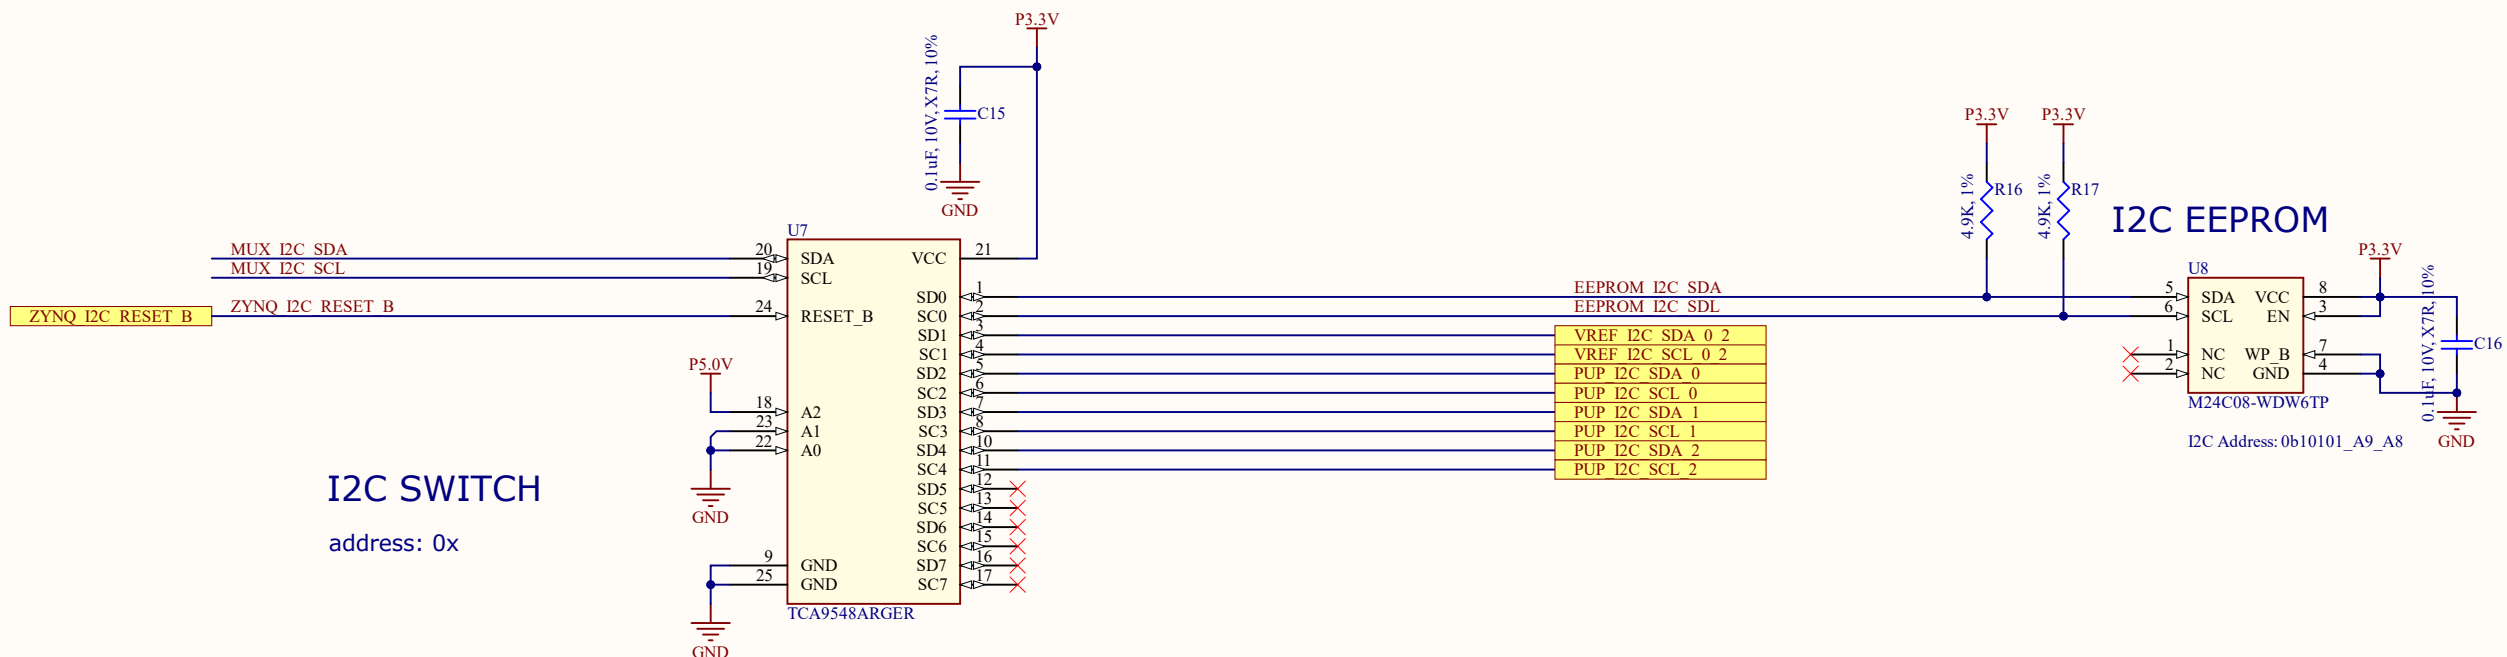 P3.3V
0.1uF, 10V, X7R, 10%
C15
GND
P3.3V
P3.3V
4.9K, 1%
R16
4.9K, 1%
R17
I2C EEPROM
U7
MUX_I2C_SDA
20
SDA
VCC
21
MUX_I2C_SCL
19
SCL
ZYNQ_I2C_RESET_B
ZYNQ_I2C_RESET_B
24
RESET_B
SD0
1
EEPROM_I2C_SDA
SC0
2
EEPROM_I2C_SDL
SD1
3
VREF_I2C_SDA_0_2
SC1
4
VREF_I2C_SCL_0_2
SD2
5
PUP_I2C_SDA_0
SC2
6
PUP_I2C_SCL_0
SD3
7
PUP_I2C_SDA_1
SC3
8
PUP_I2C_SCL_1
SD4
10
PUP_I2C_SDA_2
SC4
11
PUP_I2C_SCL_2
SD5
12
SC5
13
SD6
14
SC6
15
SD7
16
SC7
17
P5.0V
18
A2
23
A1
22
A0
GND
9
GND
25
GND
GND
TCA9548ARGER
I2C SWITCH
address: 0x
P3.3V
U8
5
SDA
VCC
8
6
SCL
EN
3
1
NC
WP_B
7
2
NC
GND
4
M24C08-WDW6TP
I2C Address: 0b10101_A9_A8
0.1uF, 10V, X7R, 10%
C16
GND